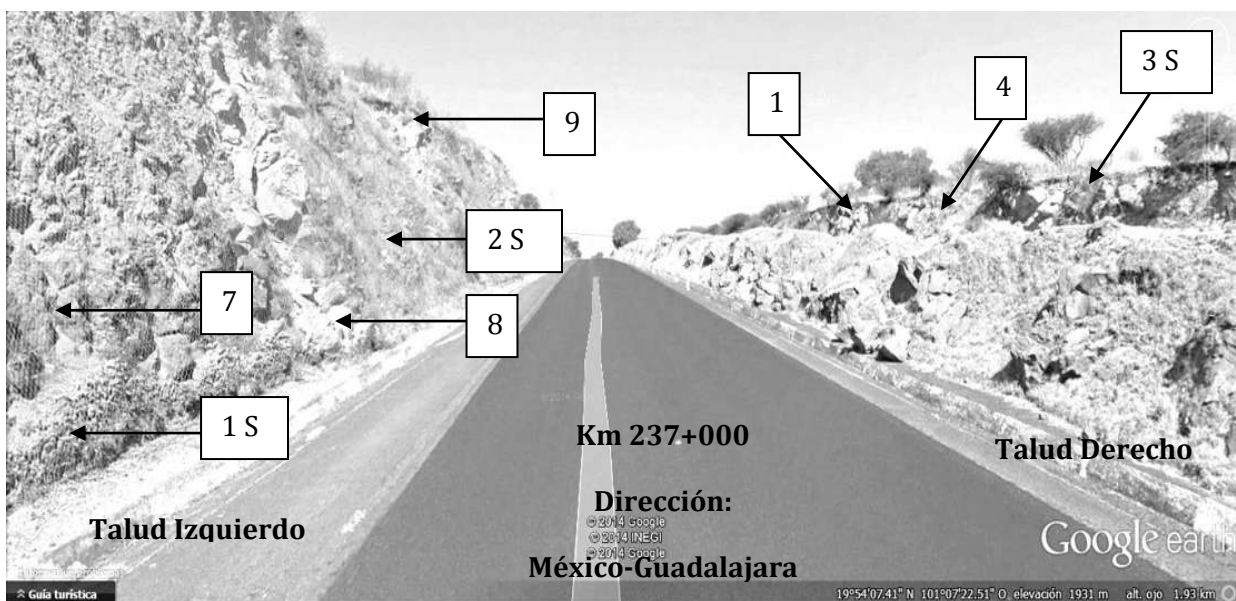 3 S
1
4
9
2 S
7
8
1 S
Km 237+000
Talud Derecho
Dirección:
Talud Izquierdo
© 2014 Google
© 2014 INEGI
© 2014 Google
México-Guadalajara
Google earth
Guía turística
19°54'07.41" N 101°07'22.51" O elevación 1931 m alt. ojo 1.93 km